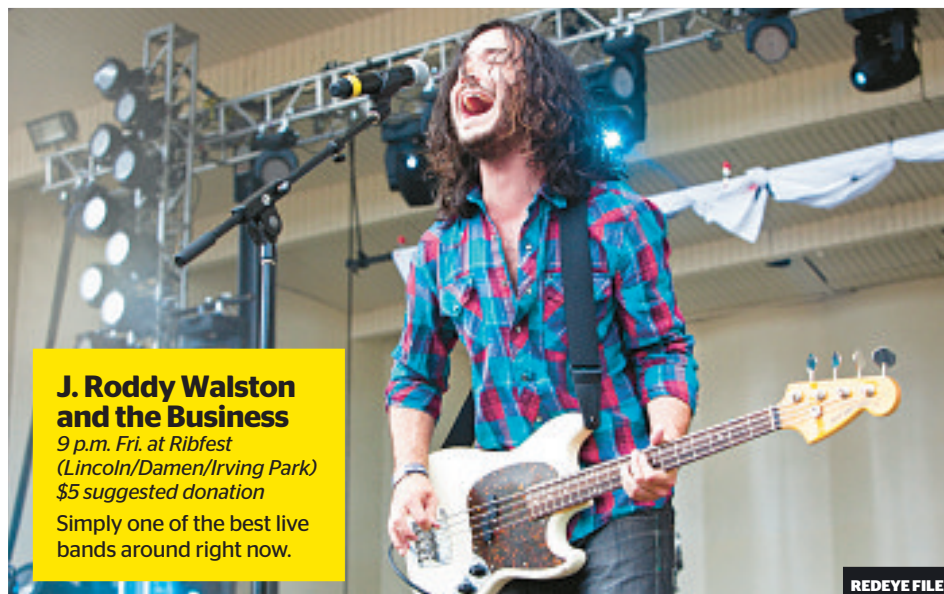 J. Roddy Walston
and the Business
9 p.m. Fri. at Ribfest
(Lincoln/Damen/Irving Park)
$5 suggested donation
Simply one of the best live
bands around right now.
REDEYE FILE